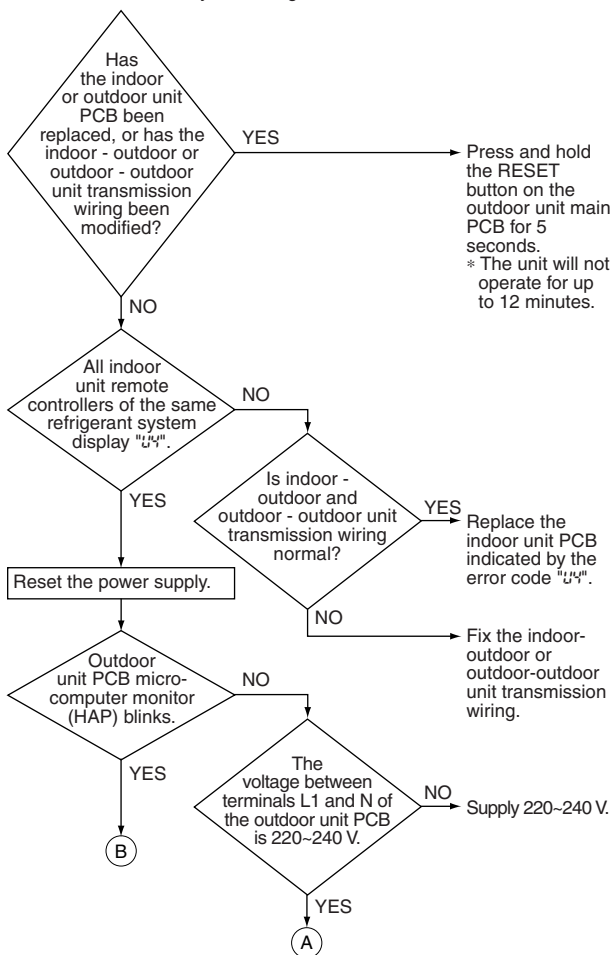 Has
the indoor
or outdoor unit
PCB been
replaced, or has the
indoor - outdoor or
outdoor - outdoor
unit transmission
wiring been
modified?
YES
Press and hold
the RESET
button on the
outdoor unit main
PCB for 5
seconds.
* The unit will not
operate for up
to 12 minutes.
NO
All indoor
unit remote
controllers of the same
refrigerant system
display "U4".
NO
YES
Is indoor -
outdoor and
outdoor - outdoor unit
transmission wiring
normal?
YES
Replace the
indoor unit PCB
indicated by the
error code "U4".
NO
Fix the indoor-
outdoor or
outdoor-outdoor
unit transmission
wiring.
Reset the power supply.
Outdoor
unit PCB micro-
computer monitor
(HAP) blinks.
NO
YES
B
The
voltage between
terminals L1 and N of
the outdoor unit PCB
is 220~240 V.
NO
Supply 220~240 V.
YES
A